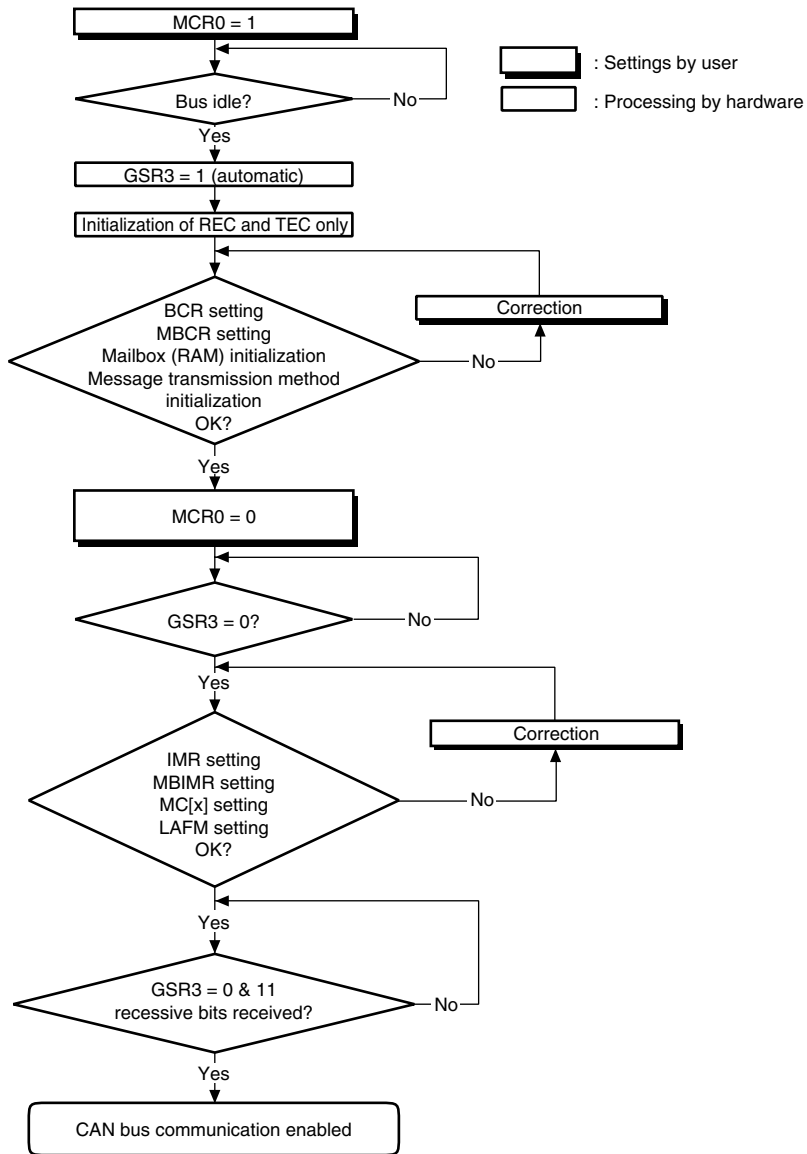 MCR0 = 1
: Settings by user
Bus idle?
No
: Processing by hardware
Yes
GSR3 = 1 (automatic)
Initialization of REC and TEC only
BCR setting
MBCR setting
Mailbox (RAM) initialization
Message transmission method
initialization
OK?
Correction
No
Yes
MCR0 = 0
GSR3 = 0?
No
Yes
IMR setting
MBIMR setting
MC[x] setting
LAFM setting
OK?
Correction
No
Yes
GSR3 = 0 & 11
recessive bits received?
No
Yes
CAN bus communication enabled